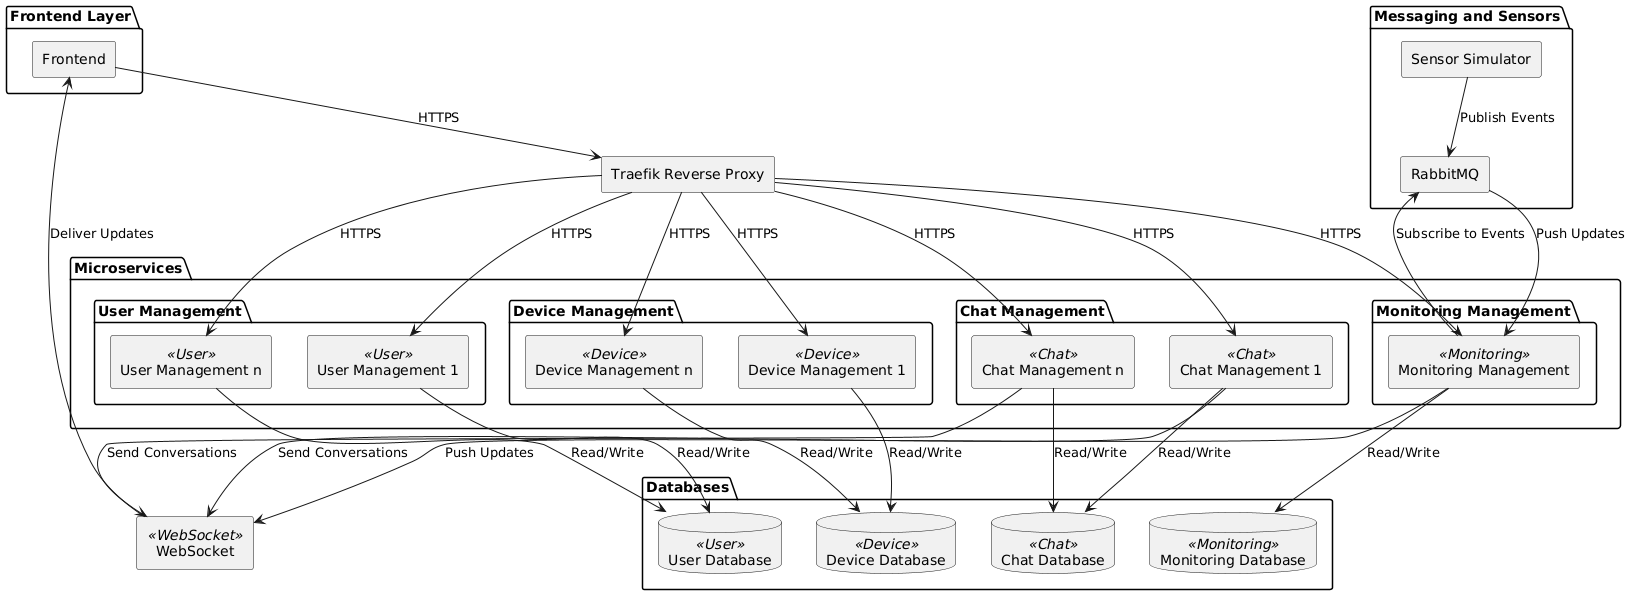 Frontend Layer
Messaging and Sensors
Frontend
Sensor Simulator
HTTPS
Publish Events
Traefik Reverse Proxy
RabbitMQ
Deliver Updates
HTTPS
HTTPS
HTTPS
HTTPS
HTTPS
HTTPS
HTTPS
Subscribe to Events
Push Updates
Microservices
User Management
Device Management
Chat Management
Monitoring Management
«User»
User Management n
«User»
User Management 1
«Device»
Device Management n
«Device»
Device Management 1
«Chat»
Chat Management n
«Chat»
Chat Management 1
«Monitoring»
Monitoring Management
Send Conversations
Send Conversations
Push Updates
Read/Write
Read/Write
Read/Write
Read/Write
Read/Write
Read/Write
Read/Write
Databases
«WebSocket»
WebSocket
«User»
User Database
«Device»
Device Database
«Chat»
Chat Database
«Monitoring»
Monitoring Database